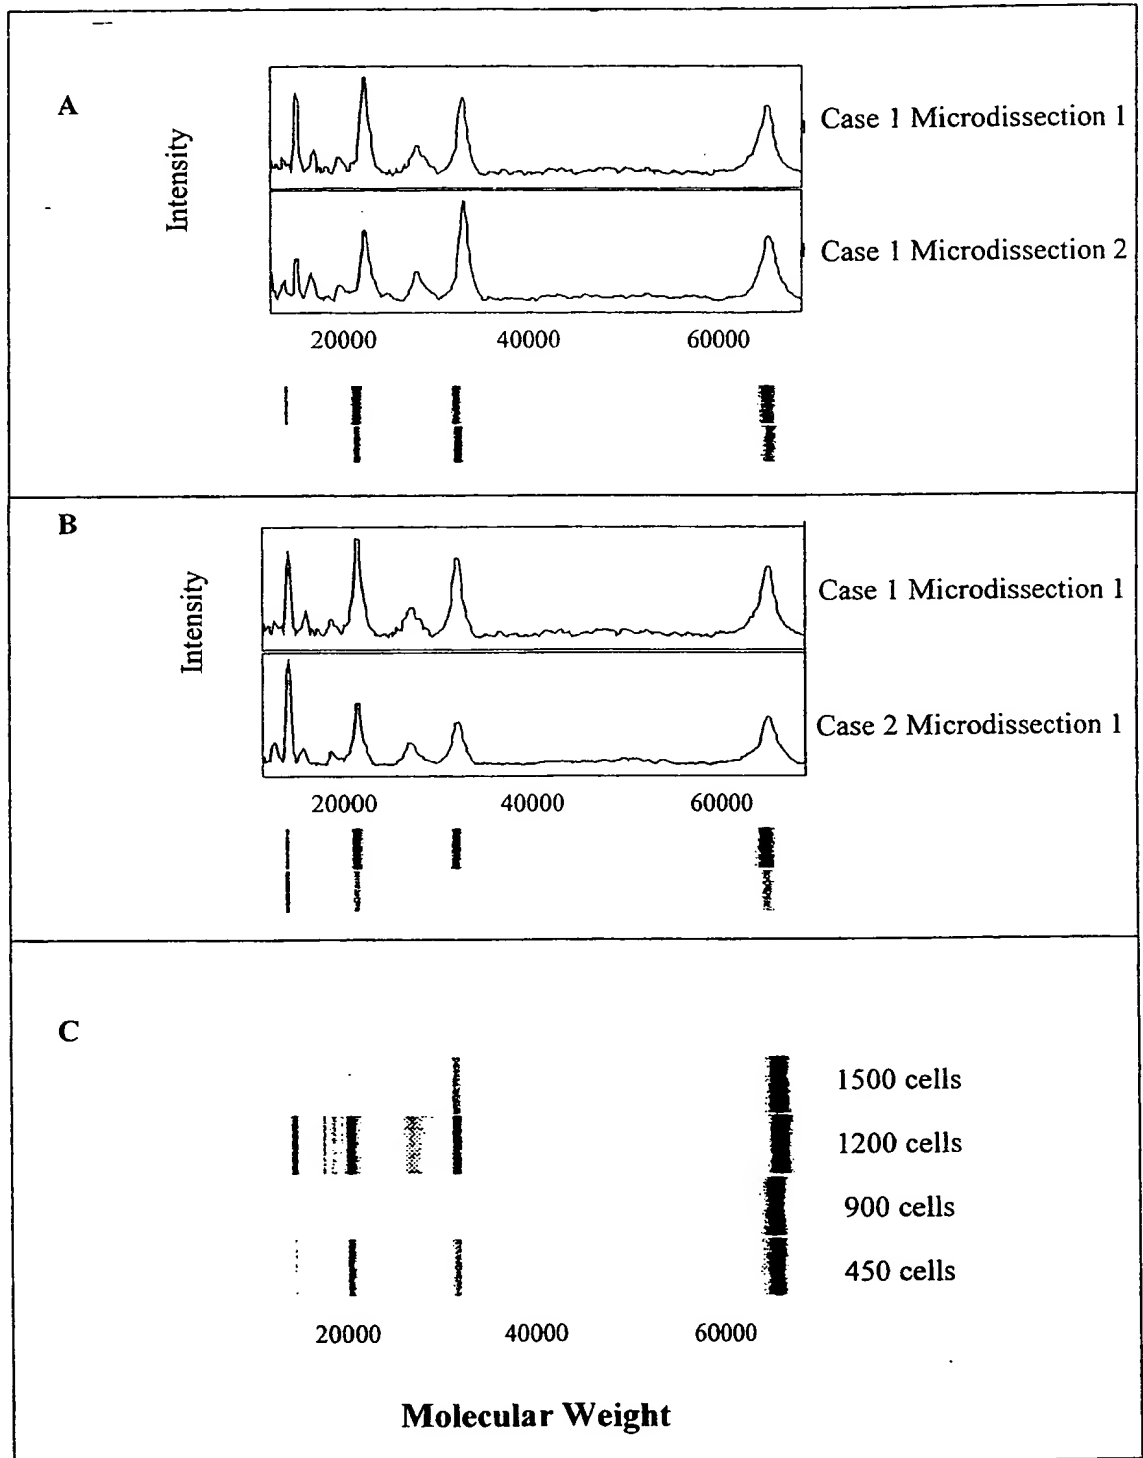 A
Intensity
Case 1 Microdissection 1
Case 1 Microdissection 2
20000 40000 60000
B
Intensity
Case 1 Microdissection 1
Case 2 Microdissection 1
20000 40000 60000
C
1500 cells
1200 cells
900 cells
450 cells
20000 40000 60000
Molecular Weight